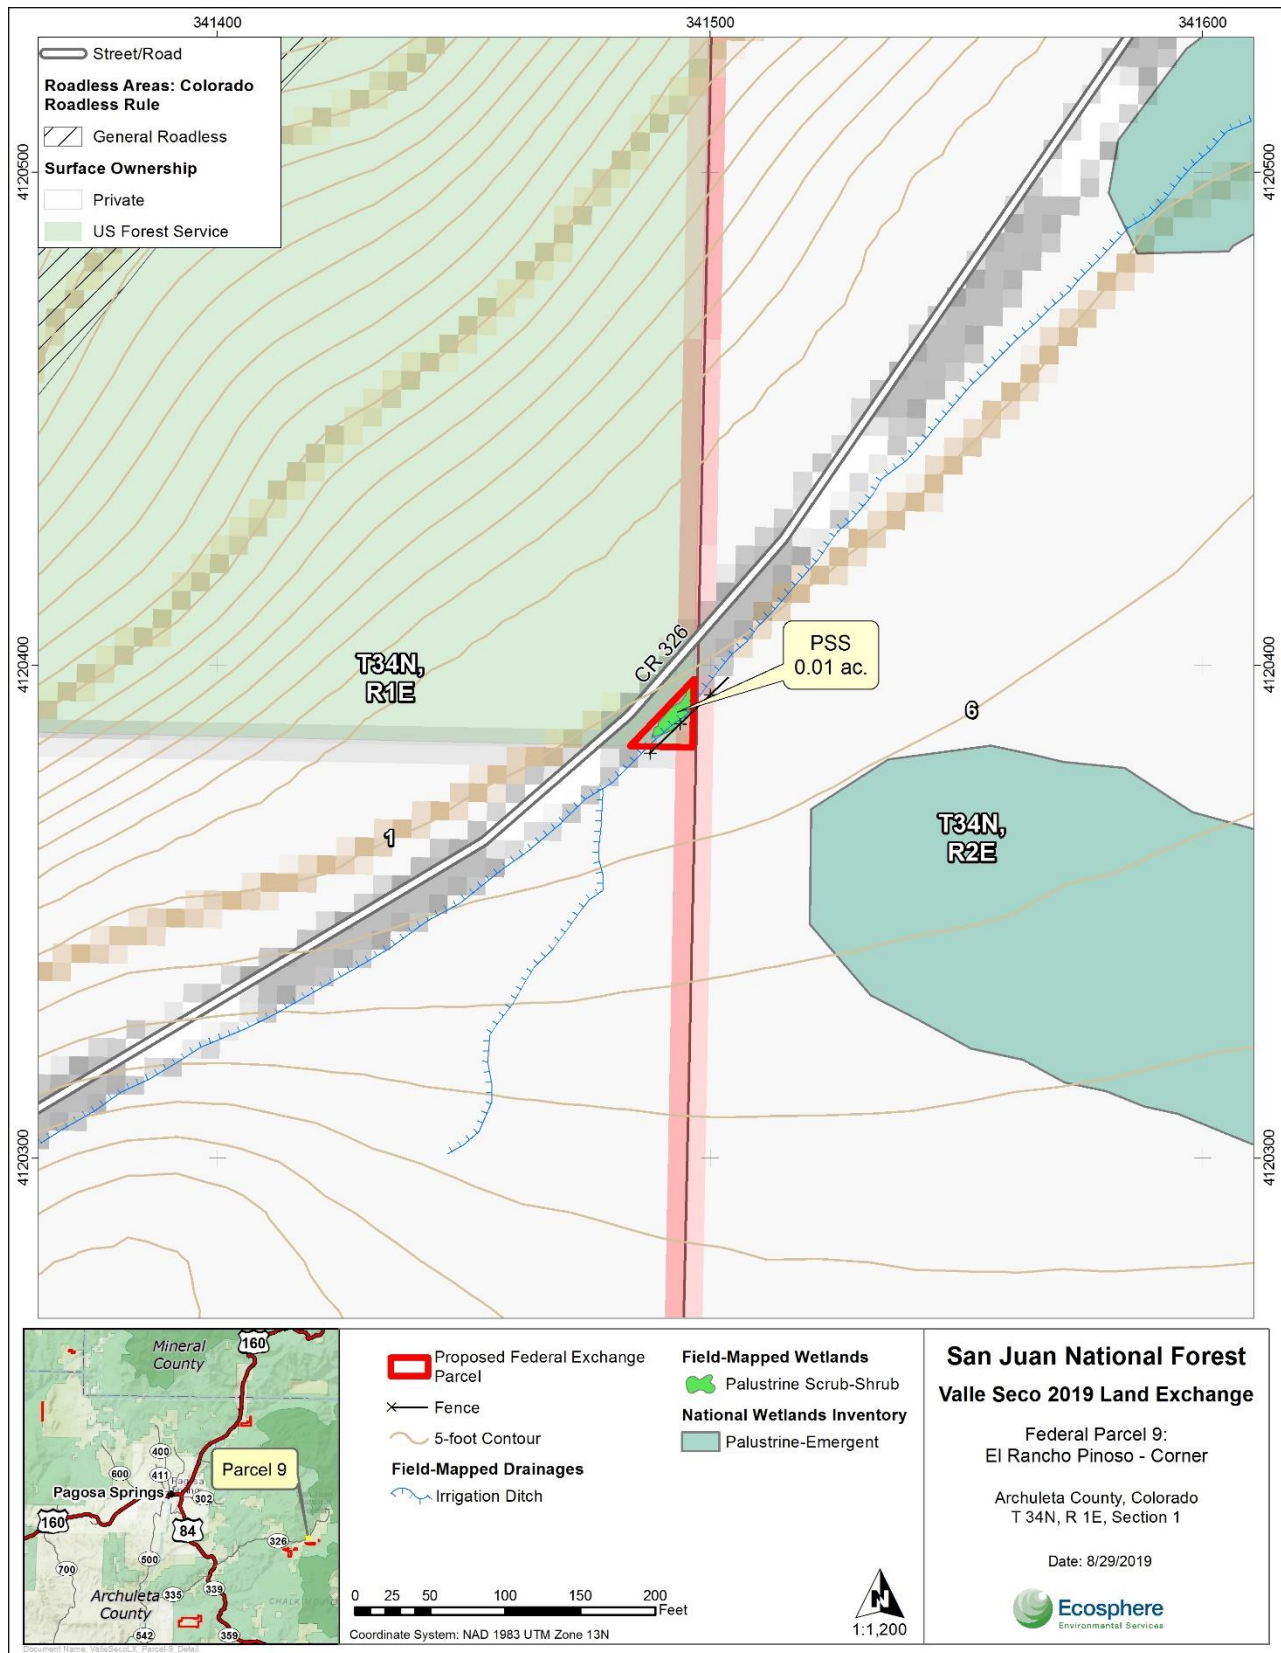 341400
341500
341600
Street/Road
Roadless Areas: Colorado
Roadless Rule
General Roadless
Surface Ownership
Private
US Forest Service
4120500
4120500
CR 326
PSS
0.01 ac.
T34N,
R1E
4120400
4120400
6
1
T34N,
R2E
4120300
4120300
Mineral
County
160
400
600
411
Pagosa Springs
302
Parcel 9
160
84
326
500
700
Archuleta
County
335
339
CHALK MOUN
542
359
Document Name: ValleSecoLX_Parcel-9_Detail
Proposed Federal Exchange
Parcel
Fence
5-foot Contour
Field-Mapped Drainages
Irrigation Ditch
Field-Mapped Wetlands
Palustrine Scrub-Shrub
National Wetlands Inventory
Palustrine-Emergent
0 25 50 100 150 200
Feet
Coordinate System: NAD 1983 UTM Zone 13N
N
1:1,200
San Juan National Forest
Valle Seco 2019 Land Exchange
Federal Parcel 9:
El Rancho Pinoso - Corner
Archuleta County, Colorado
T 34N, R 1E, Section 1
Date: 8/29/2019
Ecosphere
Environmental Services